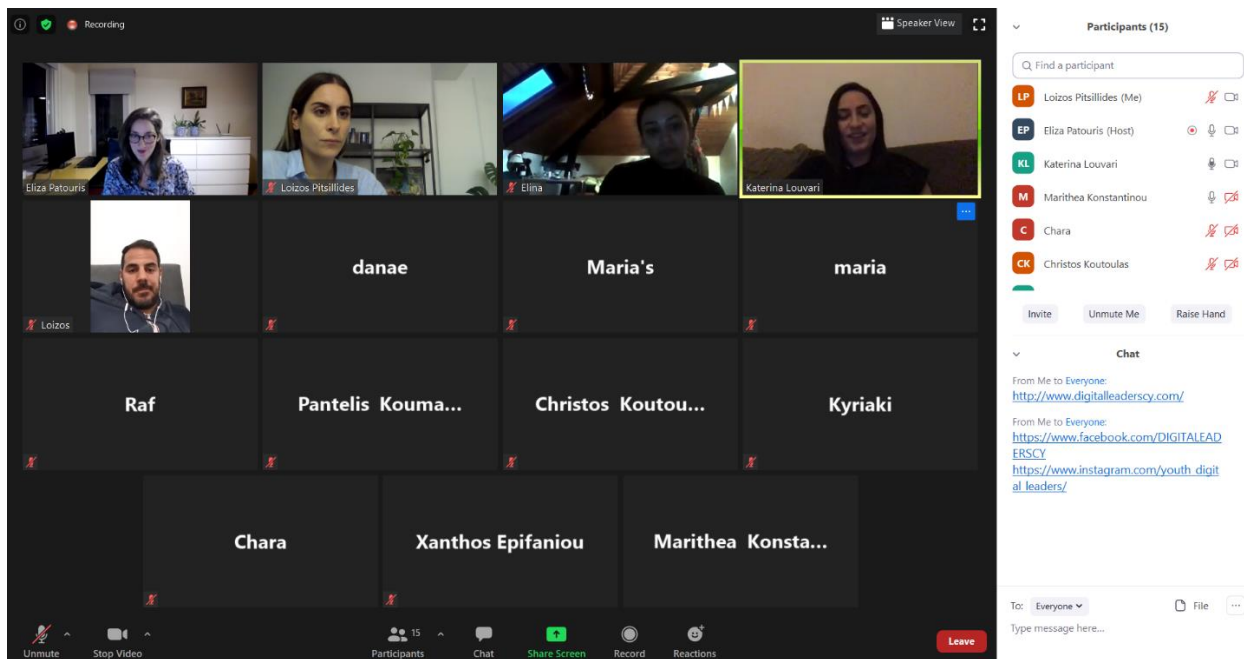 Recording
Speaker View
Eliza Patouris
Loizos Pitsillides
Elina
Katerina Louvari
Loizos
danae
Maria's
maria
Raf
Pantelis Kouma...
Christos Koutou...
Kyriaki
Chara
Xanthos Epifaniou
Marithea Konsta...
Unmute
Stop Video
15
Participants
Chat
Share Screen
Record
Reactions
Leave
Participants (15)
Find a participant
LP Loizos Pitsillides (Me)
EP Eliza Patouris (Host)
KL Katerina Louvari
M Marithea Konstantinou
C Chara
CK Christos Koutoulas
Invite Unmute Me Raise Hand
Chat
From Me to Everyone:
http://www.digitalleaderscy.com/
From Me to Everyone:
https://www.facebook.com/DIGITALEAD
ERSCY
https://www.instagram.com/youth_digit
al_leaders/
To: Everyone File
Type message here...